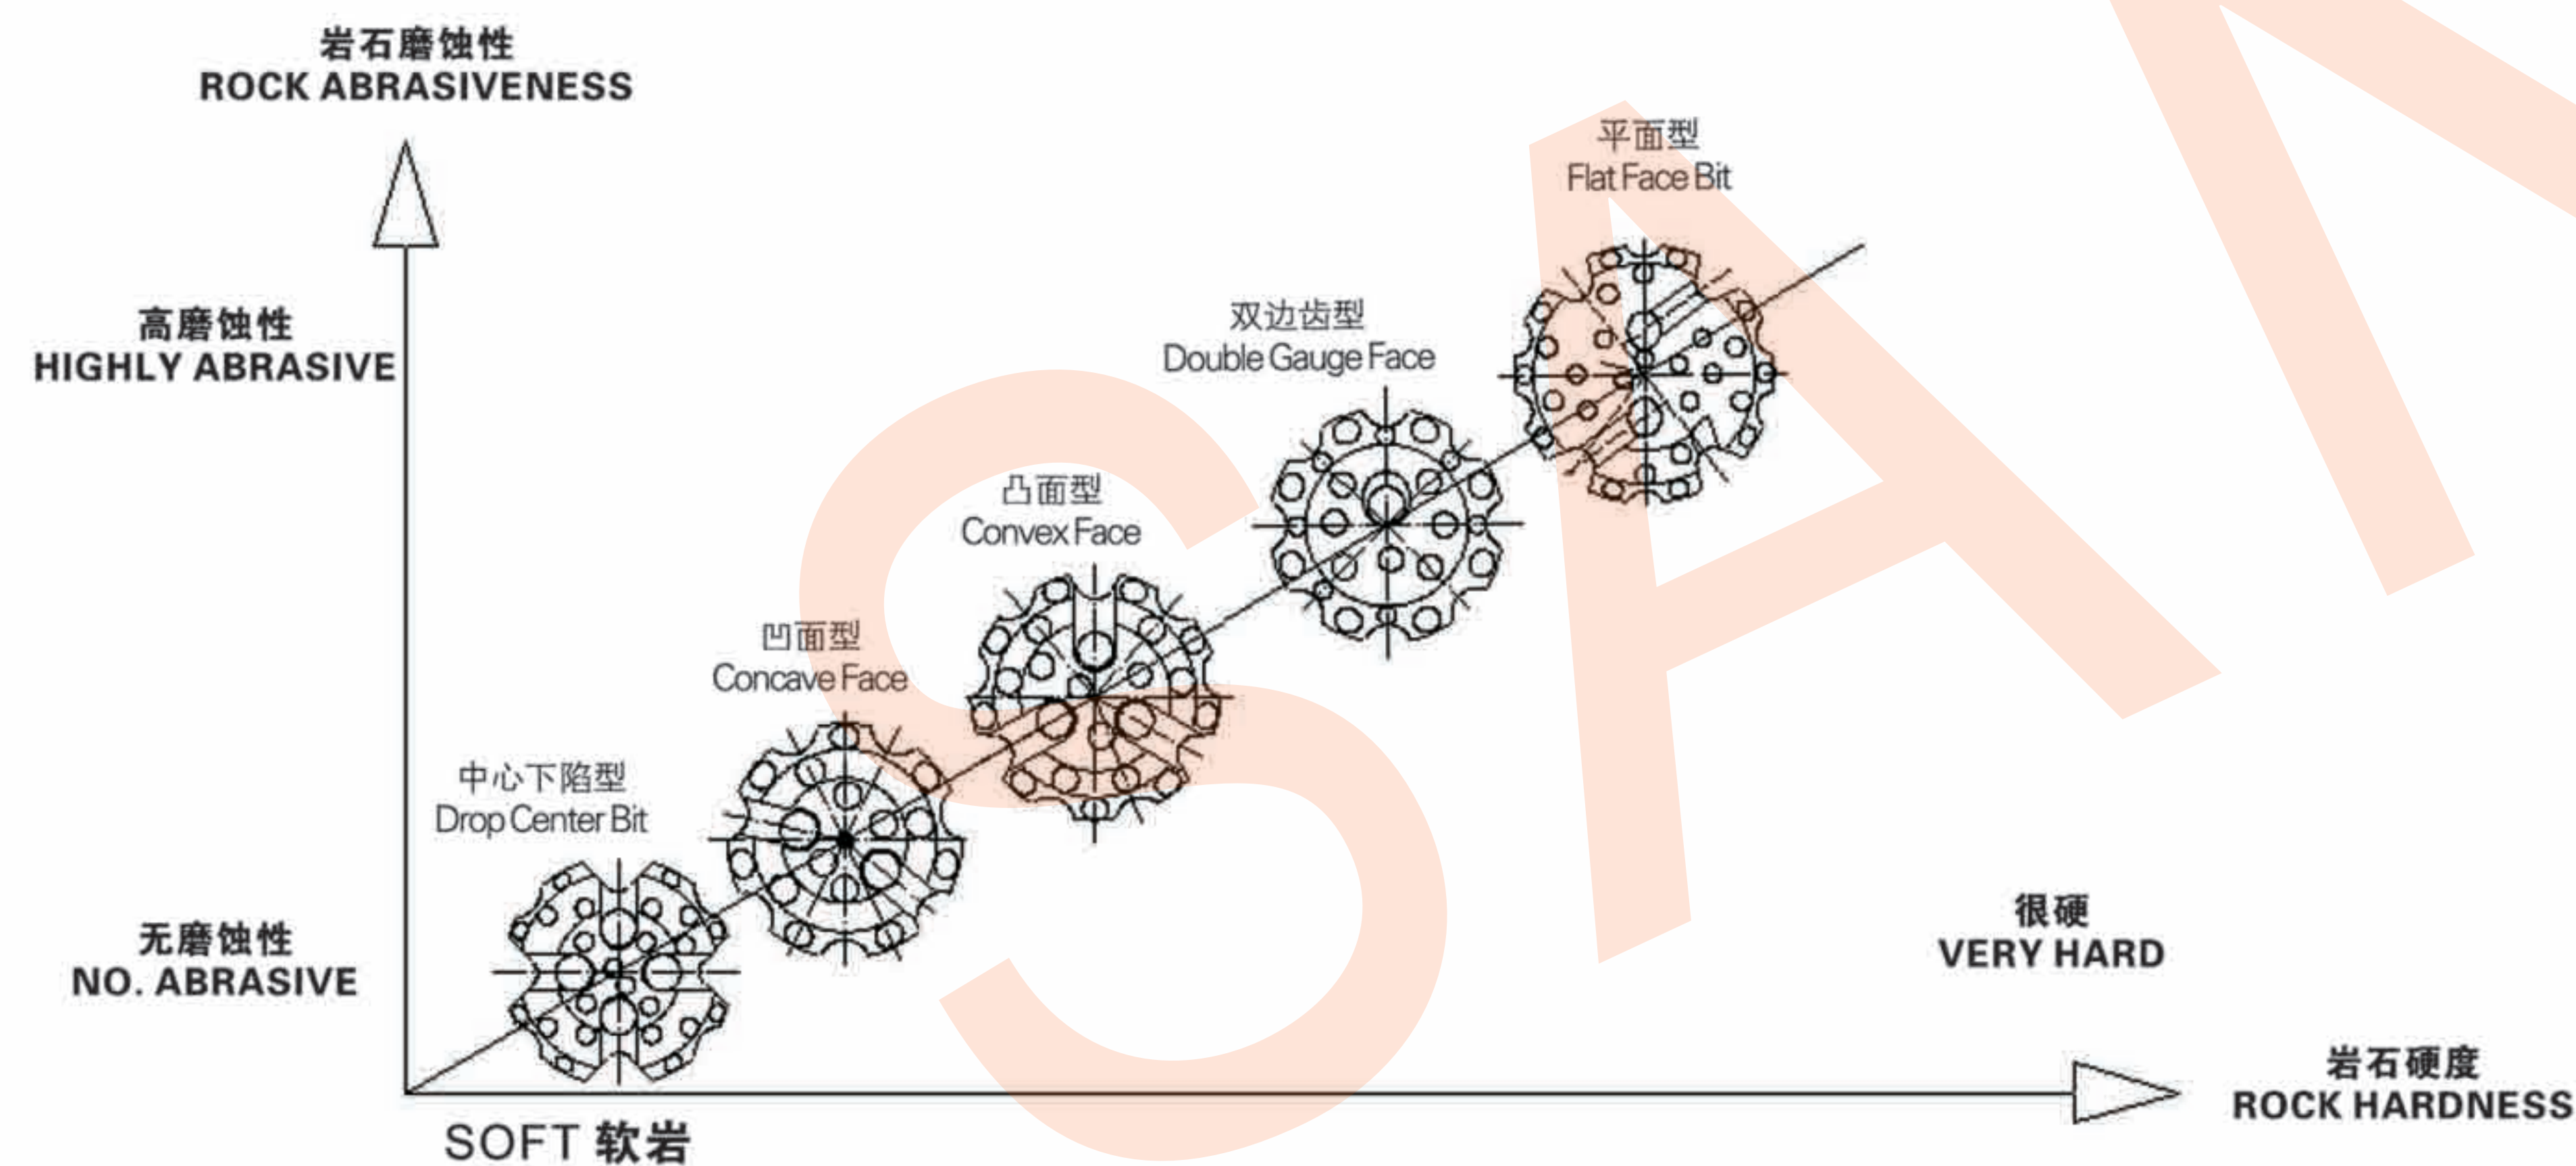 岩石磨蚀性
ROCK ABRASIVENESS
平面型
Flat Face Bit
高磨蚀性
HIGHLY ABRASIVE
双边齿型
Double Gauge Face
凸面型
Convex Face
凹面型
Concave Face
中心下陷型
Drop Center Bit
无磨蚀性
NO. ABRASIVE
很硬
VERY HARD
岩石硬度
ROCK HARDNESS
SOFT 软岩
SA